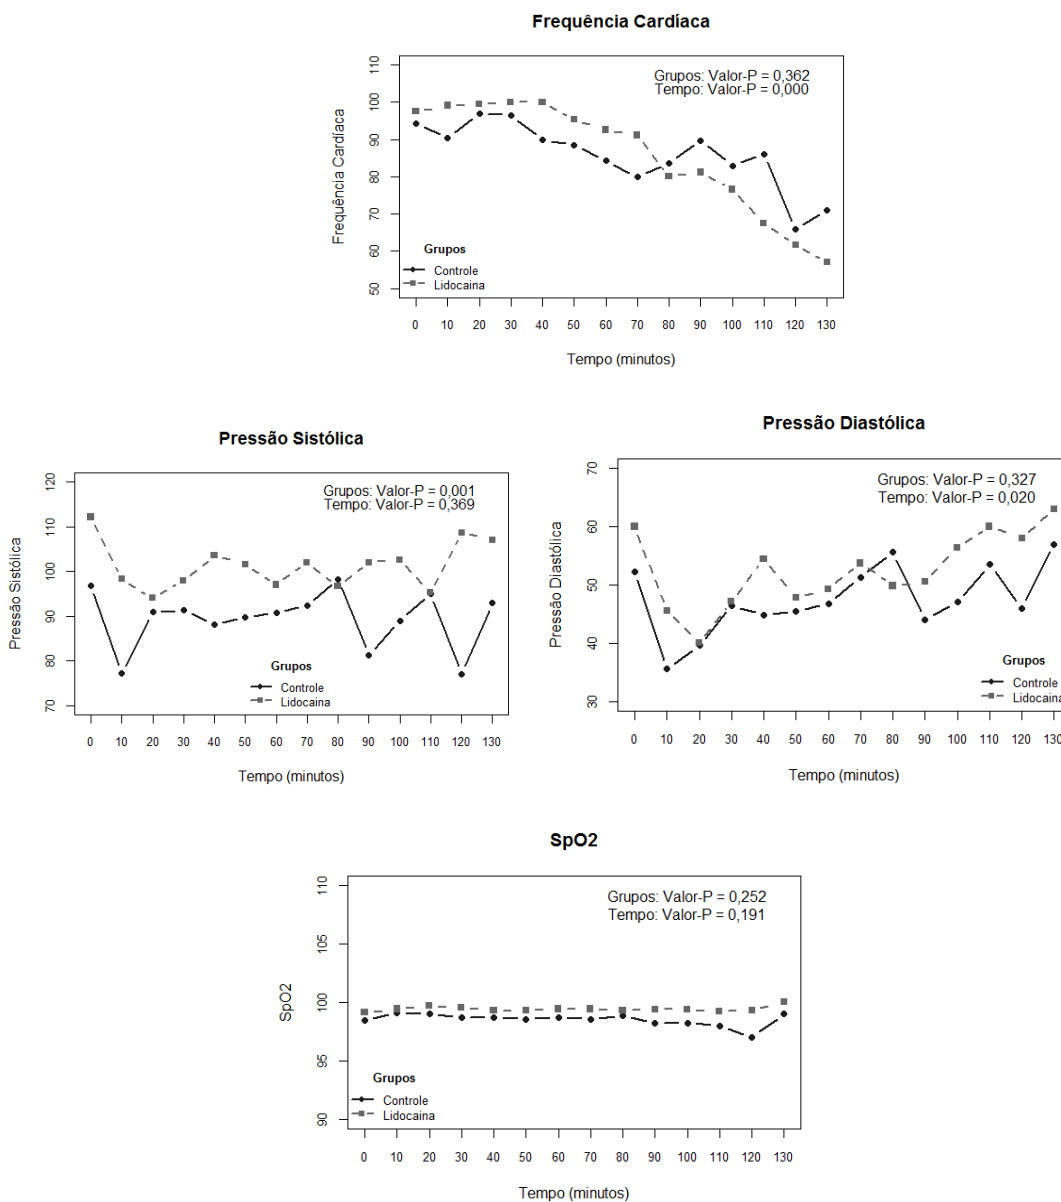 Frequência Cardíaca
Grupos: Valor-P = 0,362
Tempo: Valor-P = 0,000
Frequência Cardíaca
110
100
90
80
70
60
50
Grupos
Controle
Lidocaina
0 10 20 30 40 50 60 70 80 90 100 110 120 130
Tempo (minutos)
Pressão Sistólica
Grupos: Valor-P = 0,001
Tempo: Valor-P = 0,369
Pressão Sistólica
120
110
100
90
80
70
Grupos
Controle
Lidocaina
0 10 20 30 40 50 60 70 80 90 100 110 120 130
Tempo (minutos)
Pressão Diastólica
Grupos: Valor-P = 0,327
Tempo: Valor-P = 0,020
Pressão Diastólica
70
60
50
40
30
Grupos
Controle
Lidocaina
0 10 20 30 40 50 60 70 80 90 100 110 120 130
Tempo (minutos)
SpO2
Grupos: Valor-P = 0,252
Tempo: Valor-P = 0,191
SpO2
110
105
100
95
90
Grupos
Controle
Lidocaina
0 10 20 30 40 50 60 70 80 90 100 110 120 130
Tempo (minutos)